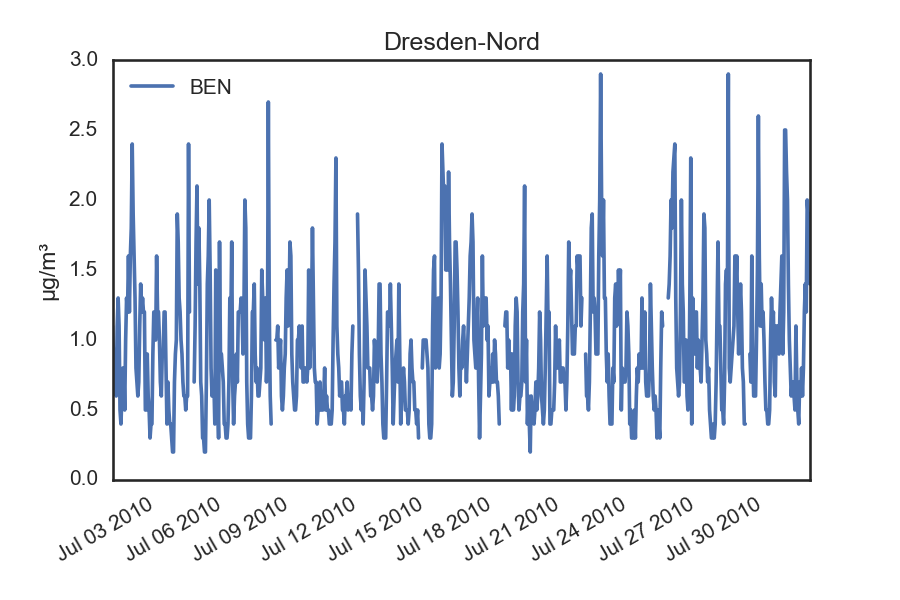 Dresden-Nord
BEN
µg/m³
3.0
2.5
2.0
1.5
1.0
0.5
0.0
Jul 03 2010
Jul 06 2010
Jul 09 2010
Jul 12 2010
Jul 15 2010
Jul 18 2010
Jul 21 2010
Jul 24 2010
Jul 27 2010
Jul 30 2010